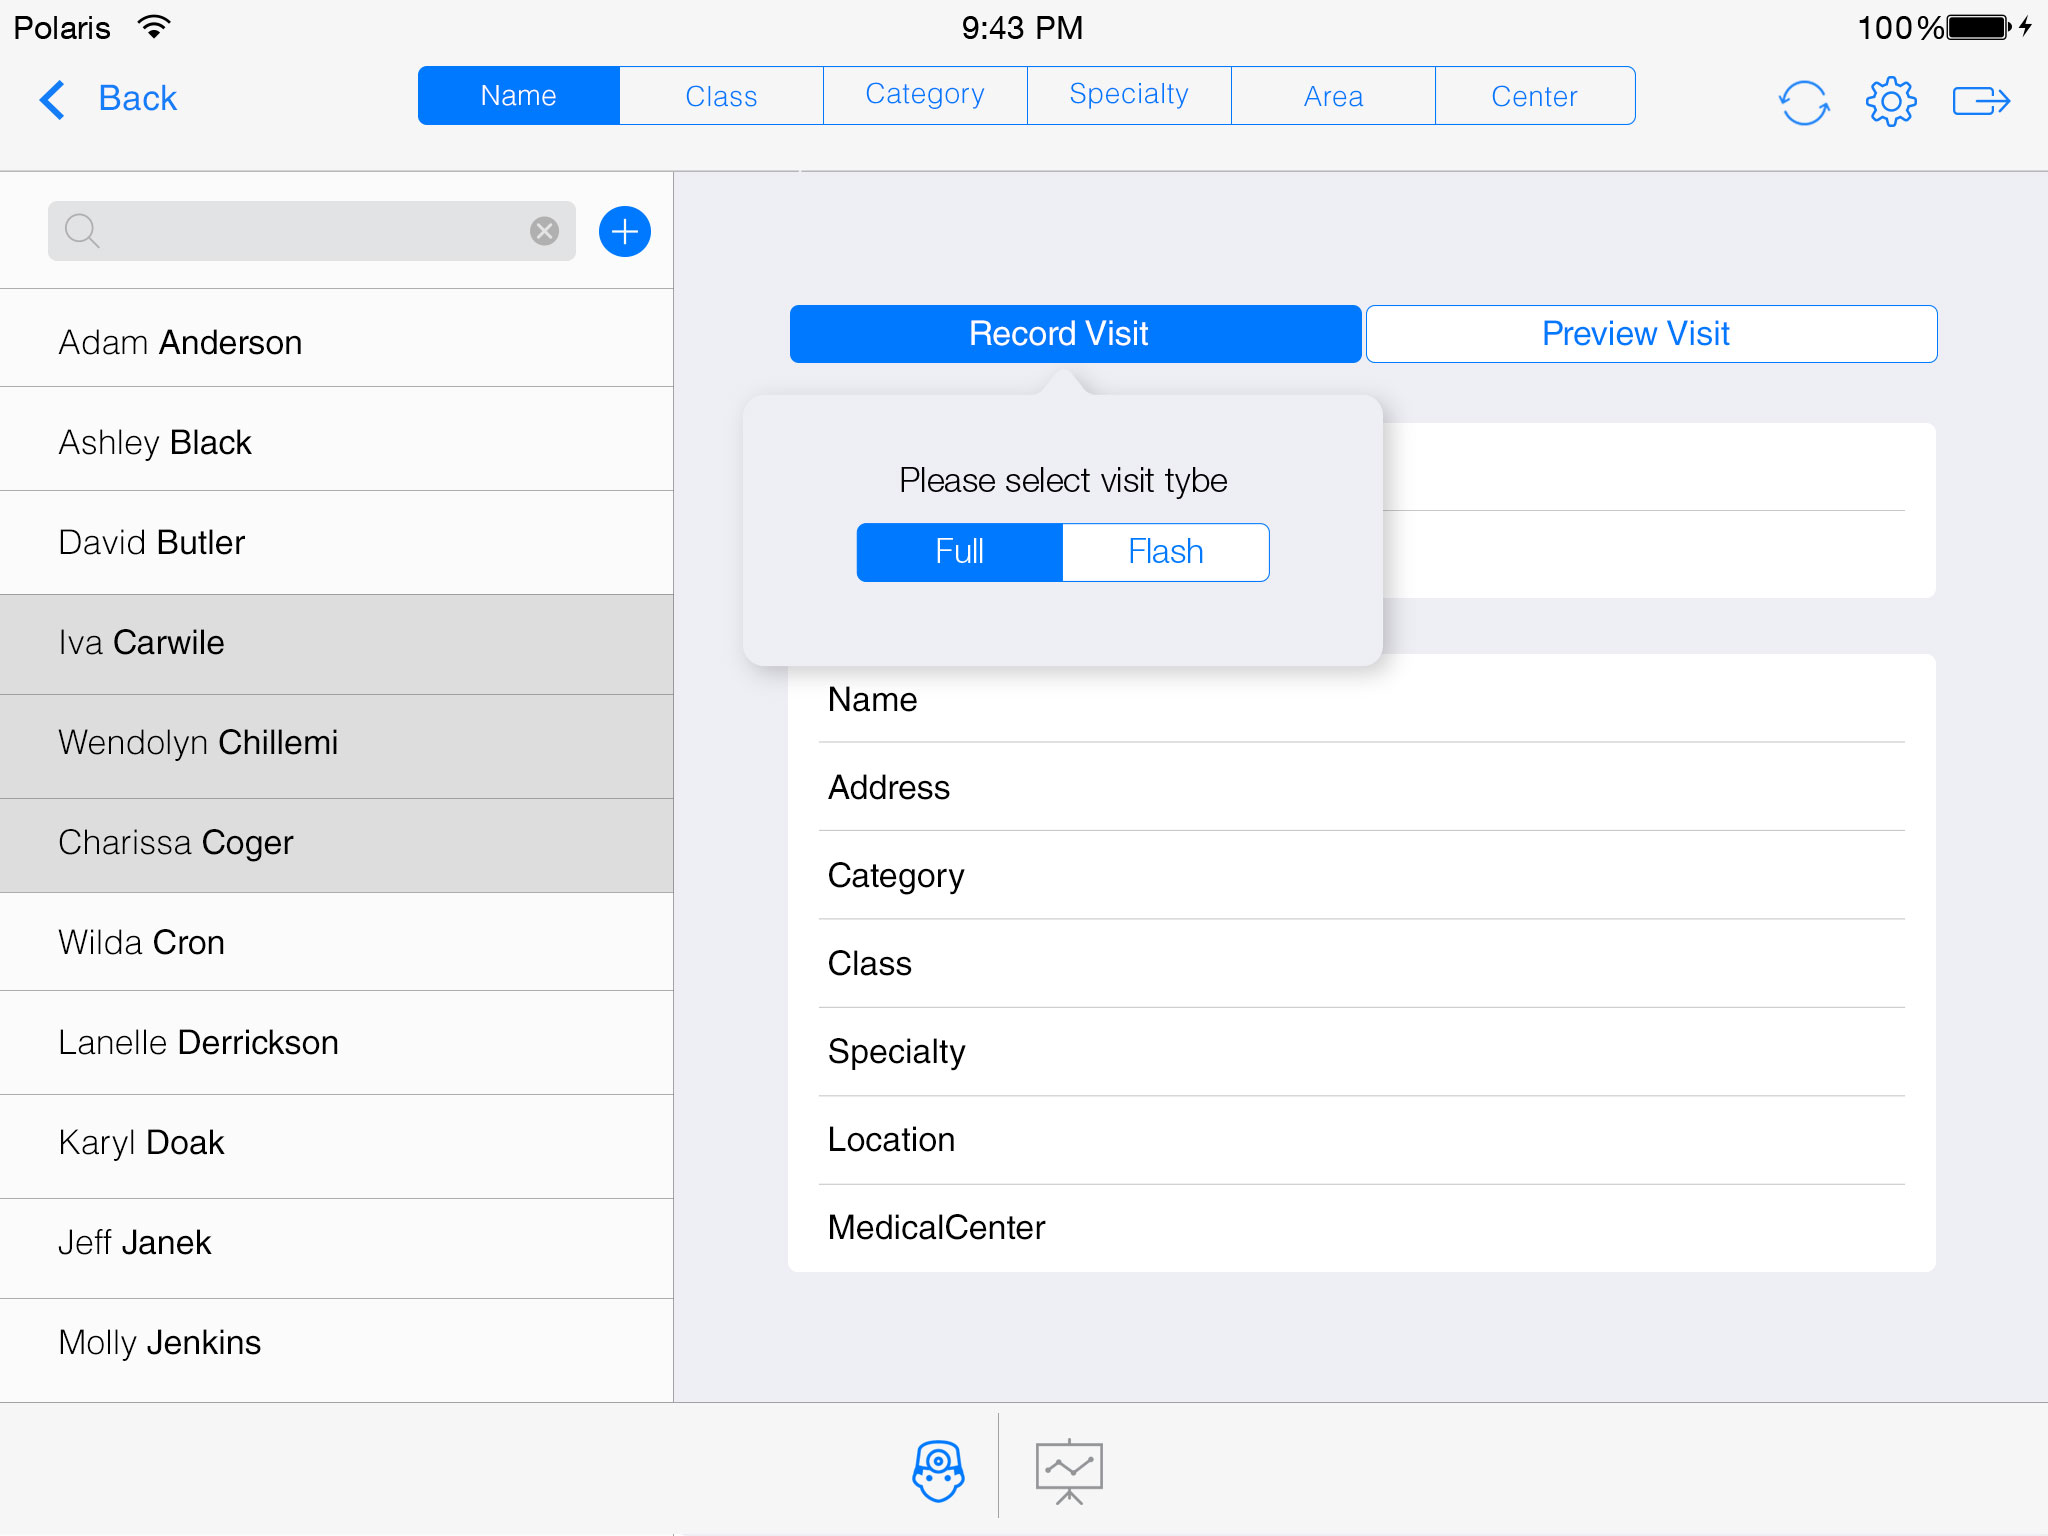 Polaris 9:43 PM 100%
Back Name Class Category Specialty Area Center
Adam Anderson
Ashley Black
David Butler
Iva Carwile
Wendolyn Chillemi
Charissa Coger
Wilda Cron
Lanelle Derrickson
Karyl Doak
Jeff Janek
Molly Jenkins
Record Visit Preview Visit
Please select visit tybe
Full Flash
Name
Address
Category
Class
Specialty
Location
MedicalCenter